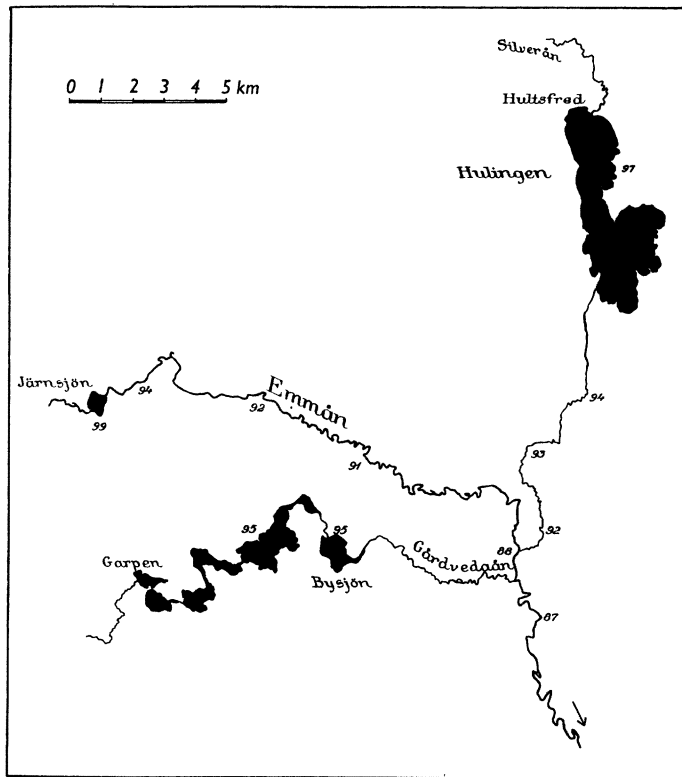 Silverån
0 1 2 3 4 5 km
Hultsfred
Hulingen
97
Järnsjön
94
99
92
Emmån
91
94
93
92
95
95
88
Gårdvedaån
Garpen
Bysjön
87